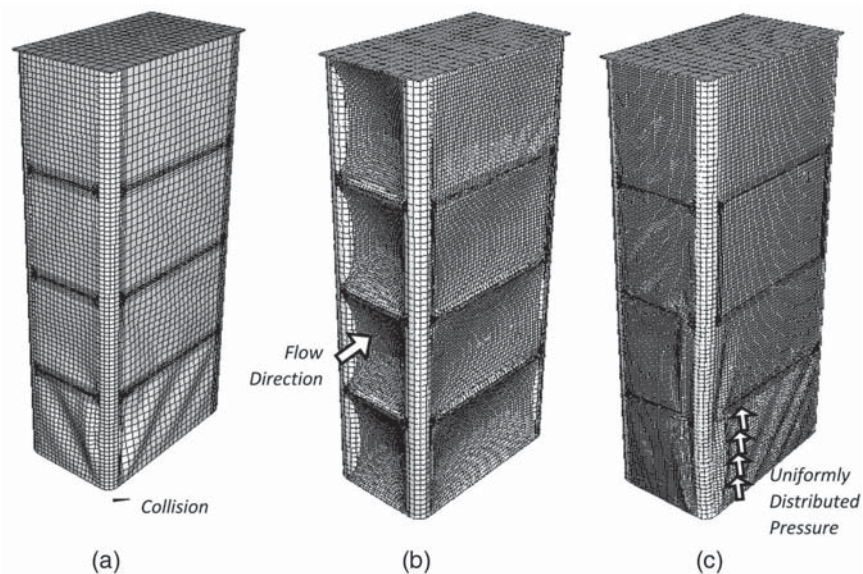 Flow
Direction
Collision
Uniformly
Distributed
Pressure
(a)
(b)
(c)